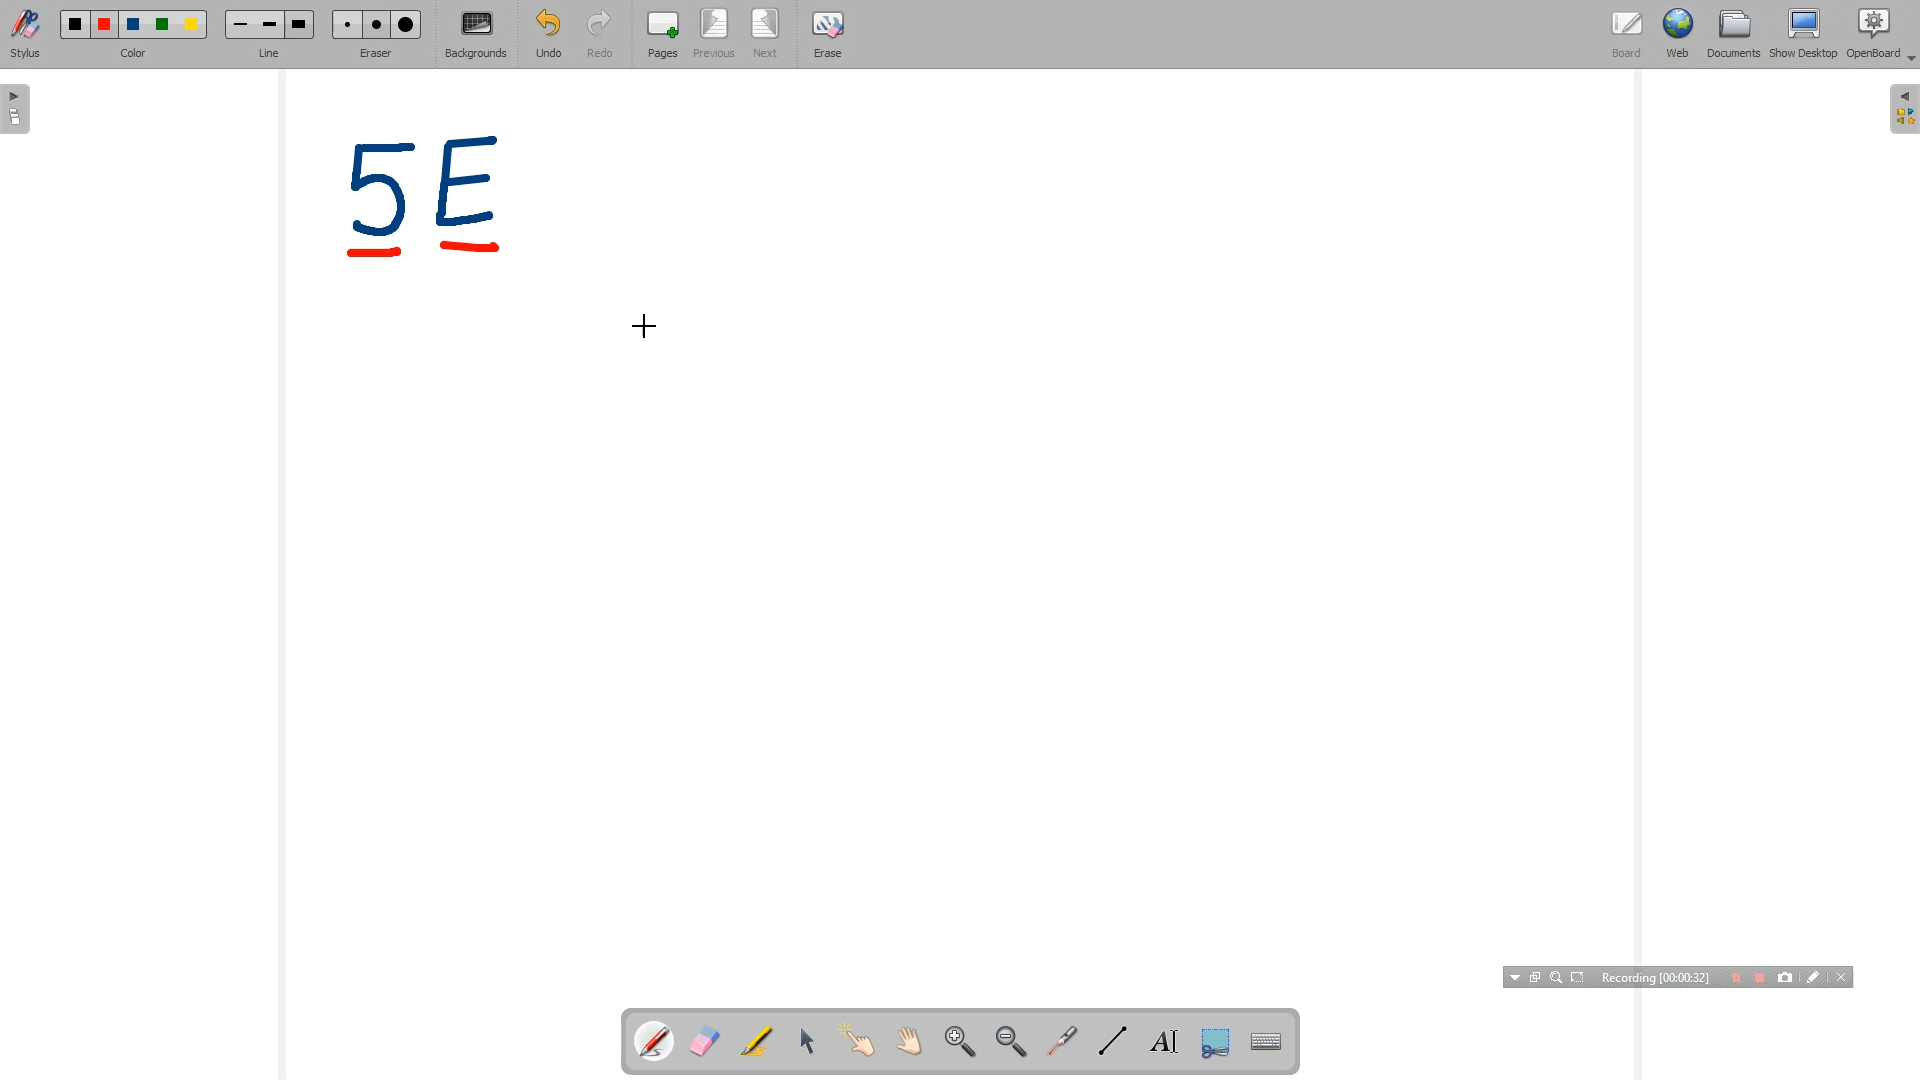 Stylus Color Line Eraser Backgrounds Undo Redo Pages Previous Next Erase Board Web Documents Show Desktop OpenBoard
5E
Recording [00:00:32]
AI